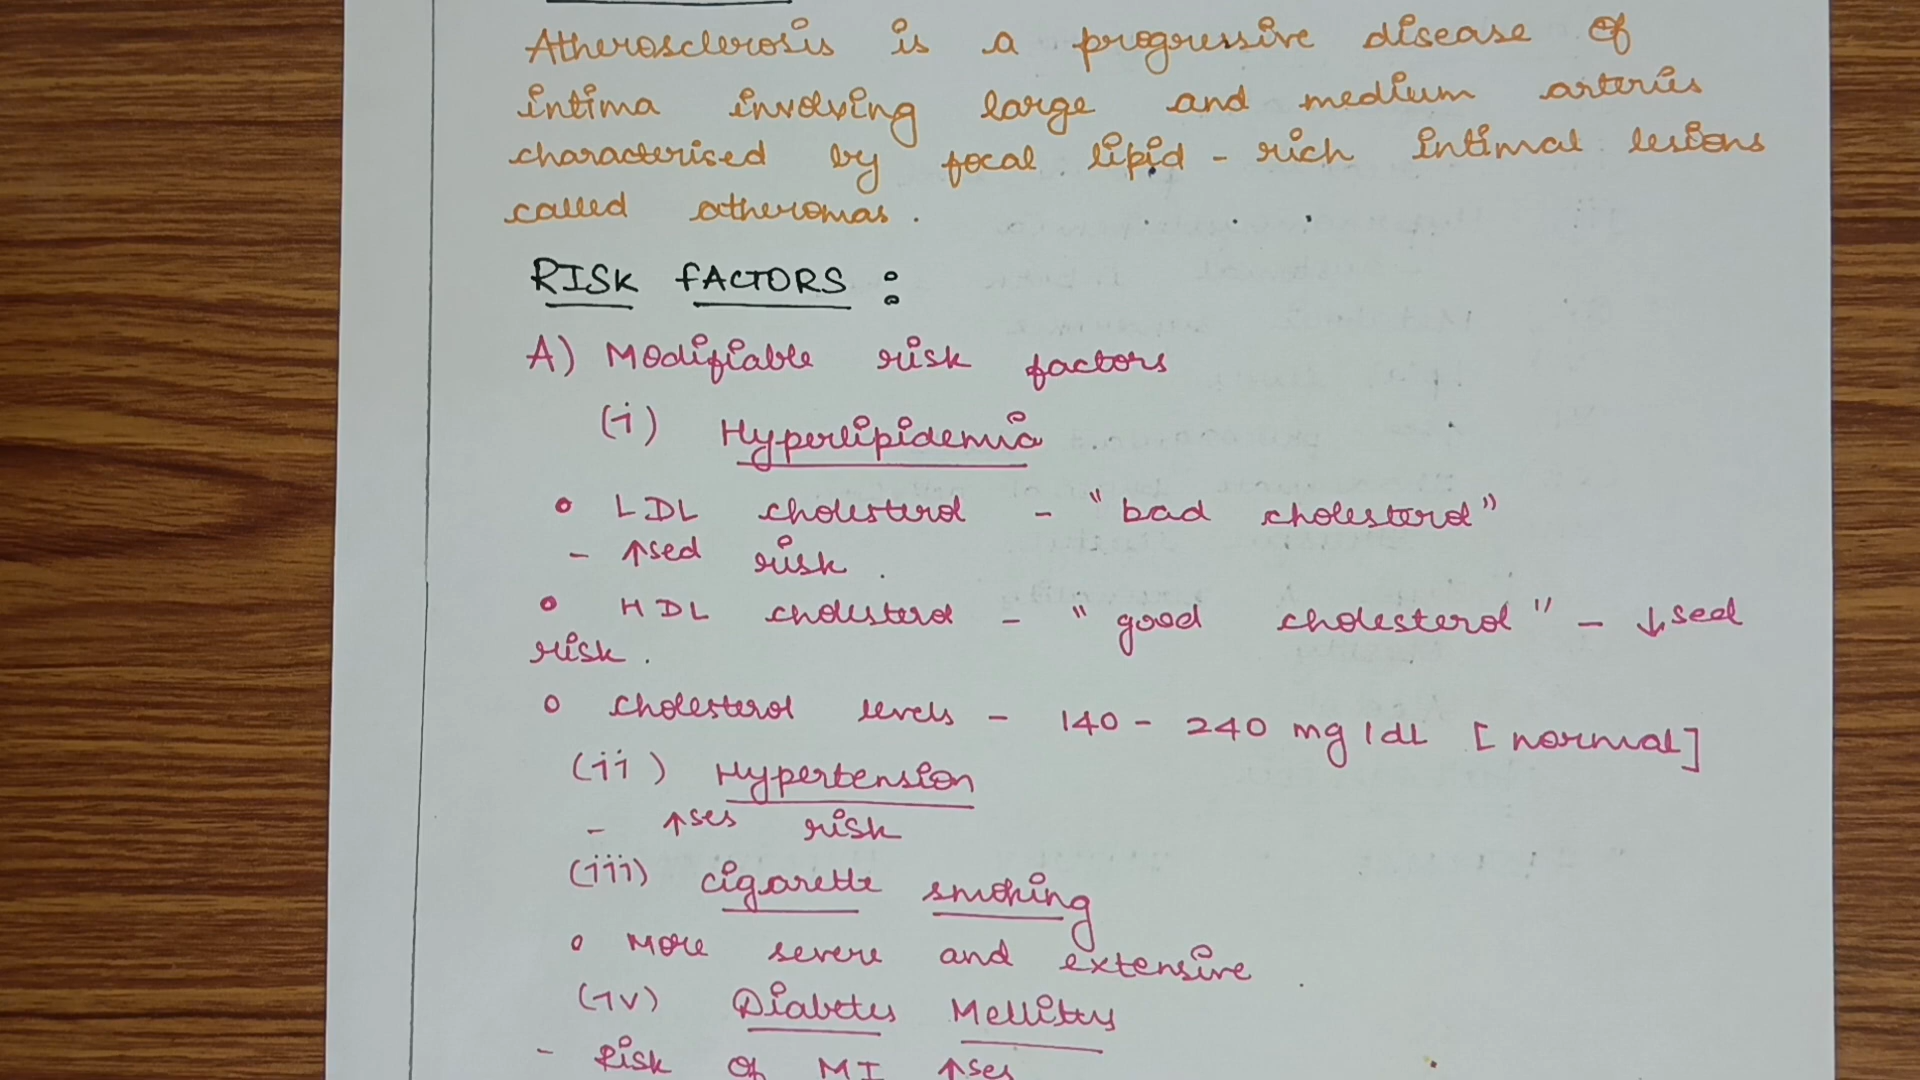 Atherosclerosis is a progressive disease of
intima involving large and medium arteries
characterised by focal lipid - rich intimal lesions
called atheromas.
RISK FACTORS :
A) Modifiable risk factors
(i) Hyperlipidemia
o LDL cholesterol - "bad cholesterol"
- ↑sed risk.
o HDL cholesterol - "good cholesterol" - ↓sed
risk.
o cholesterol levels - 140 - 240 mg/dL [normal]
(ii) Hypertension
- ↑ses risk
(iii) cigarette smoking
o More severe and extensive.
(iv) Diabetes Mellitus
- Risk of MI ↑ses